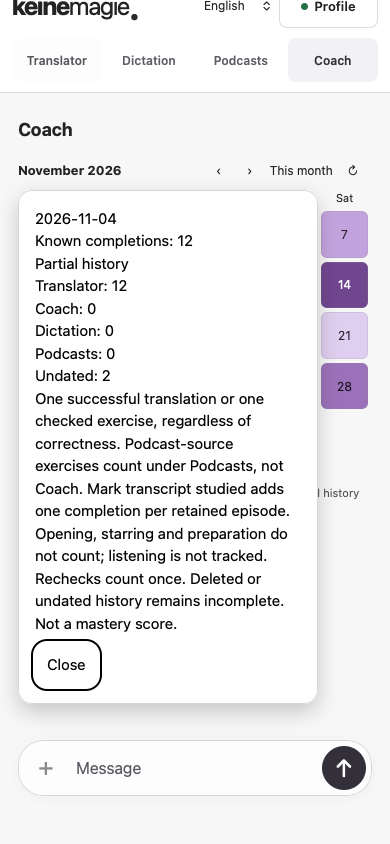 keinemagie.
English
Profile
Translator
Dictation
Podcasts
Coach
Coach
November 2026
‹
›
This month
Sat
7
14
21
28
2026-11-04
Known completions: 12
Partial history
Translator: 12
Coach: 0
Dictation: 0
Podcasts: 0
Undated: 2
One successful translation or one
checked exercise, regardless of
correctness. Podcast-source
exercises count under Podcasts, not
Coach. Mark transcript studied adds
one completion per retained episode.
Opening, starring and preparation do
not count; listening is not tracked.
Rechecks count once. Deleted or
undated history remains incomplete.
Not a mastery score.
Close
history
Message